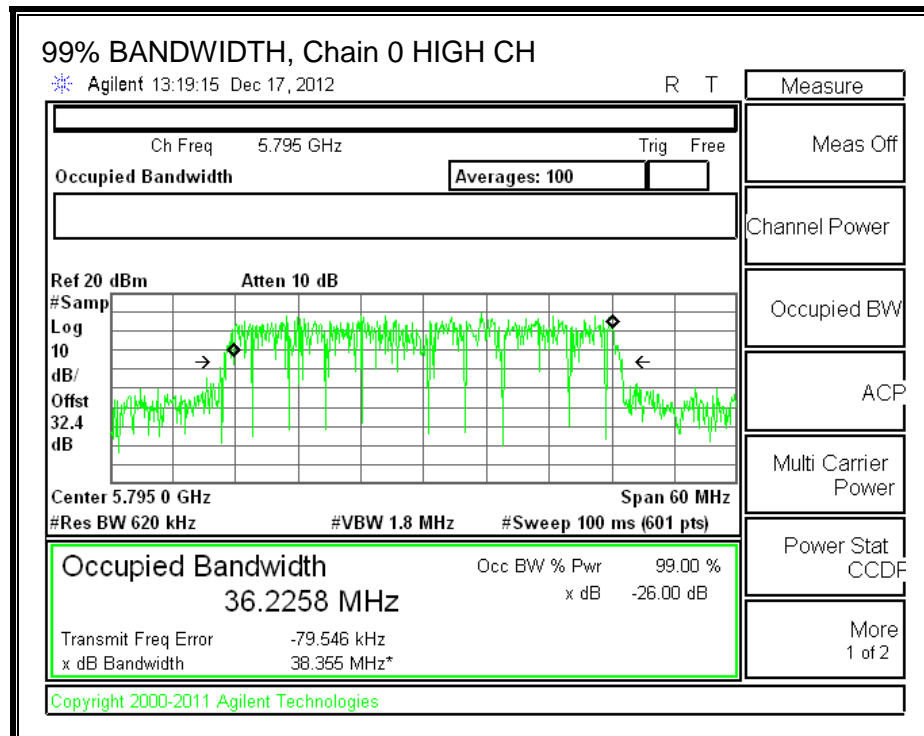 99% BANDWIDTH, Chain 0 HIGH CH
Agilent 13:19:15 Dec 17, 2012 R T
Measure
Ch Freq 5.795 GHz Trig Free
Meas Off
Occupied Bandwidth Averages: 100
Channel Power
Ref 20 dBm Atten 10 dB
#Samp
Log
10
dB/
Offst
32.4
dB
Occupied BW
ACP
Multi Carrier
Power
Center 5.795 0 GHz Span 60 MHz
#Res BW 620 kHz #VBW 1.8 MHz #Sweep 100 ms (601 pts)
Power Stat
CCDF
Occupied Bandwidth Occ BW % Pwr 99.00 %
36.2258 MHz x dB -26.00 dB
Transmit Freq Error -79.546 kHz
x dB Bandwidth 38.355 MHz*
More
1 of 2
Copyright 2000-2011 Agilent Technologies